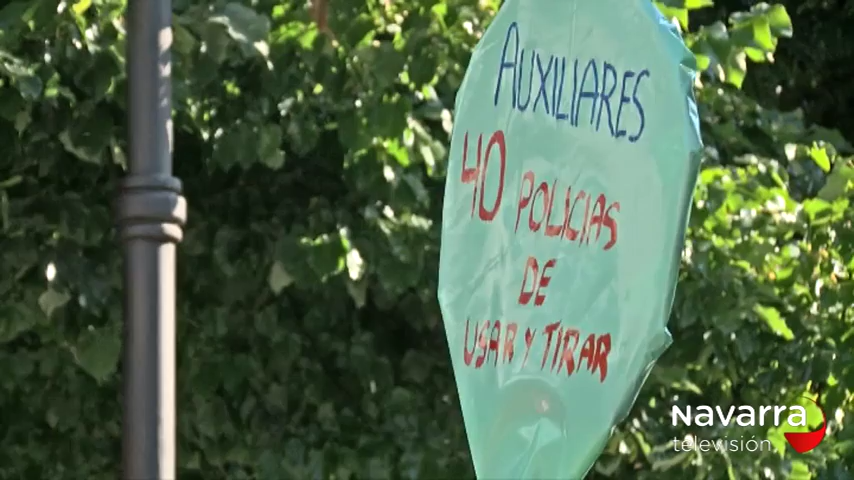 AUXILIARES
40 POLICIAS
DE
USAR Y TIRAR
Navarra
televisión